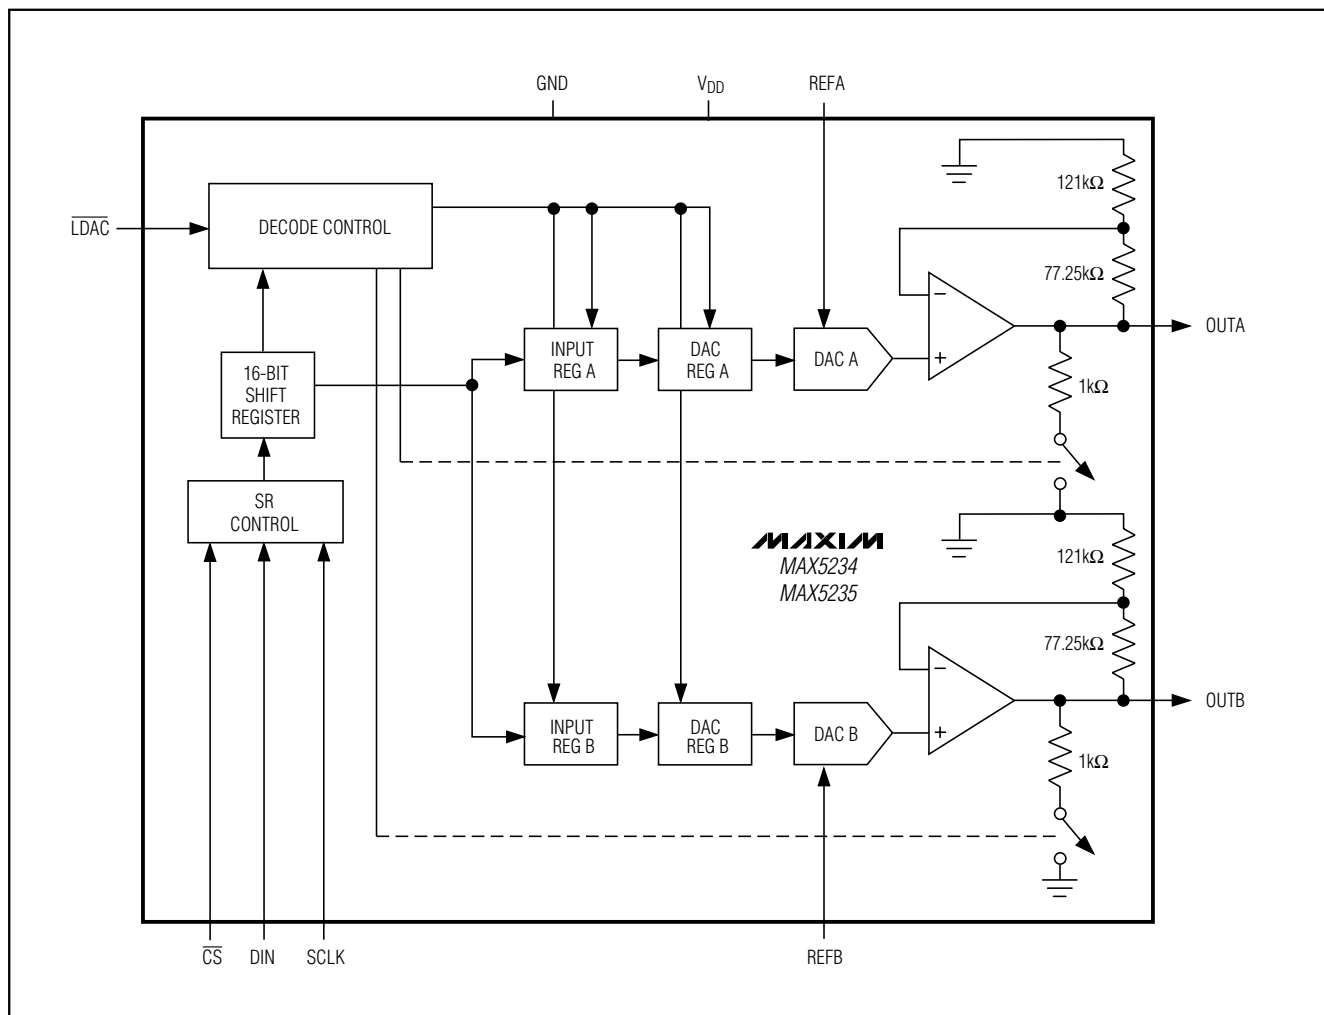 GND
VDD
REFA
121kΩ
LDAC
DECODE CONTROL
77.25kΩ
−
OUTA
INPUT
REG A
DAC
REG A
DAC A
+
16-BIT
SHIFT
REGISTER
1kΩ
SR
CONTROL
MAXIM
MAX5234
MAX5235
121kΩ
77.25kΩ
−
OUTB
INPUT
REG B
DAC
REG B
DAC B
+
1kΩ
CS
DIN
SCLK
REFB